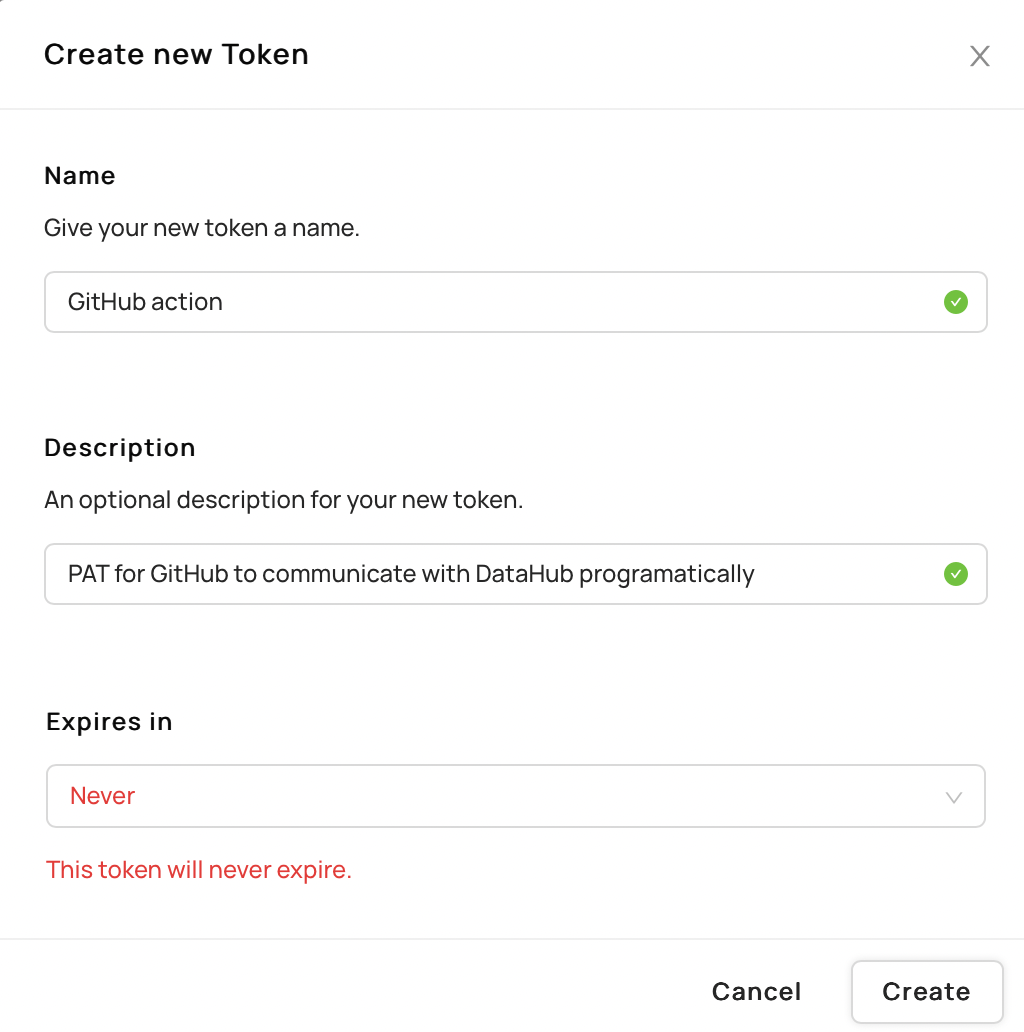 Create new Token
Name
Give your new token a name.
GitHub action
Description
An optional description for your new token.
PAT for GitHub to communicate with DataHub programatically
Expires in
Never
This token will never expire.
Cancel
Create